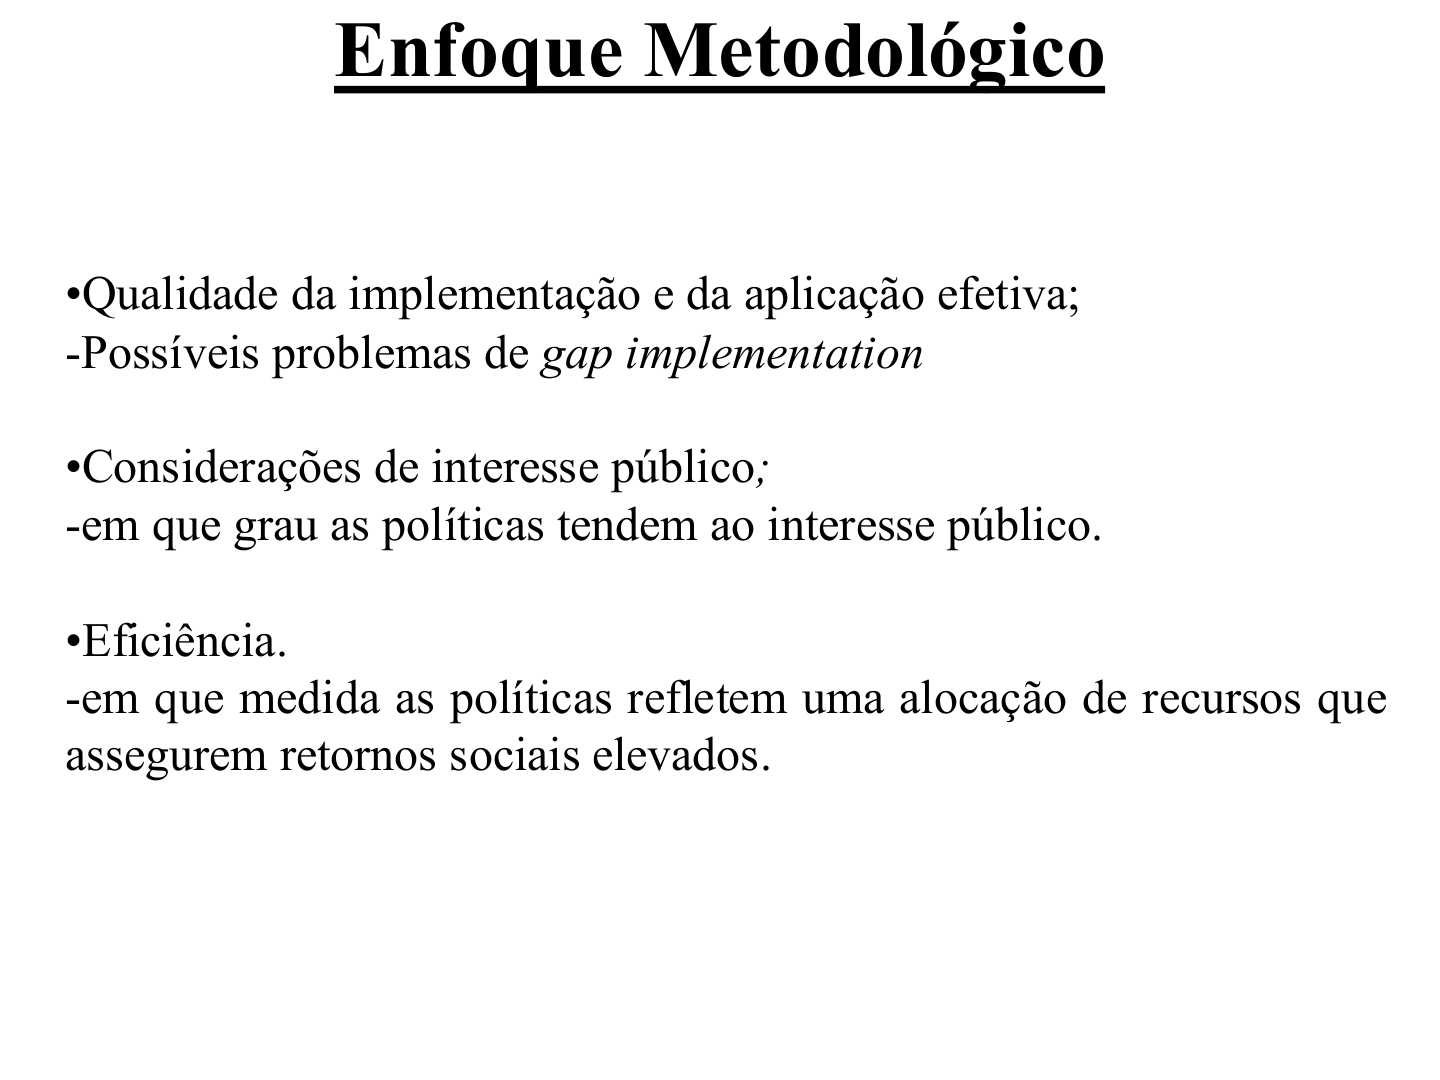 Enfoque Metodológico
•Qualidade da implementação e da aplicação efetiva;
-Possíveis problemas de gap implementation
•Considerações de interesse público;
-em que grau as políticas tendem ao interesse público.
•Eficiência.
-em que medida as políticas refletem uma alocação de recursos que
assegurem retornos sociais elevados.